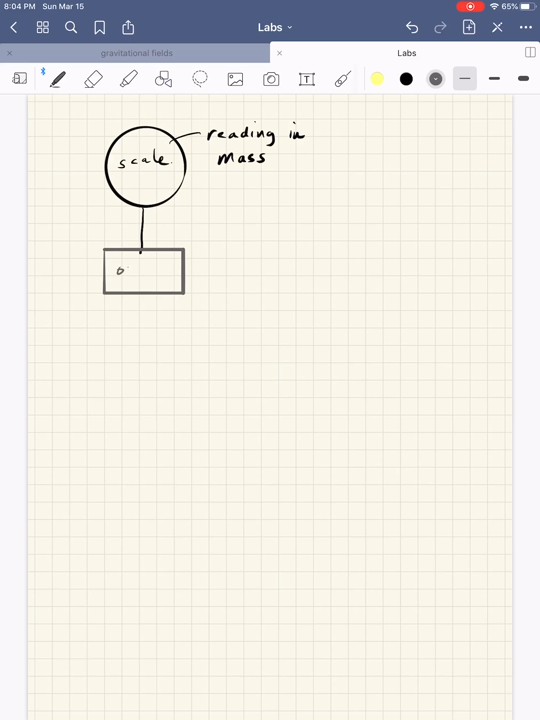 8:04 PM Sun Mar 15
65%
Labs
gravitational fields
Labs
reading in
mass
scale
o